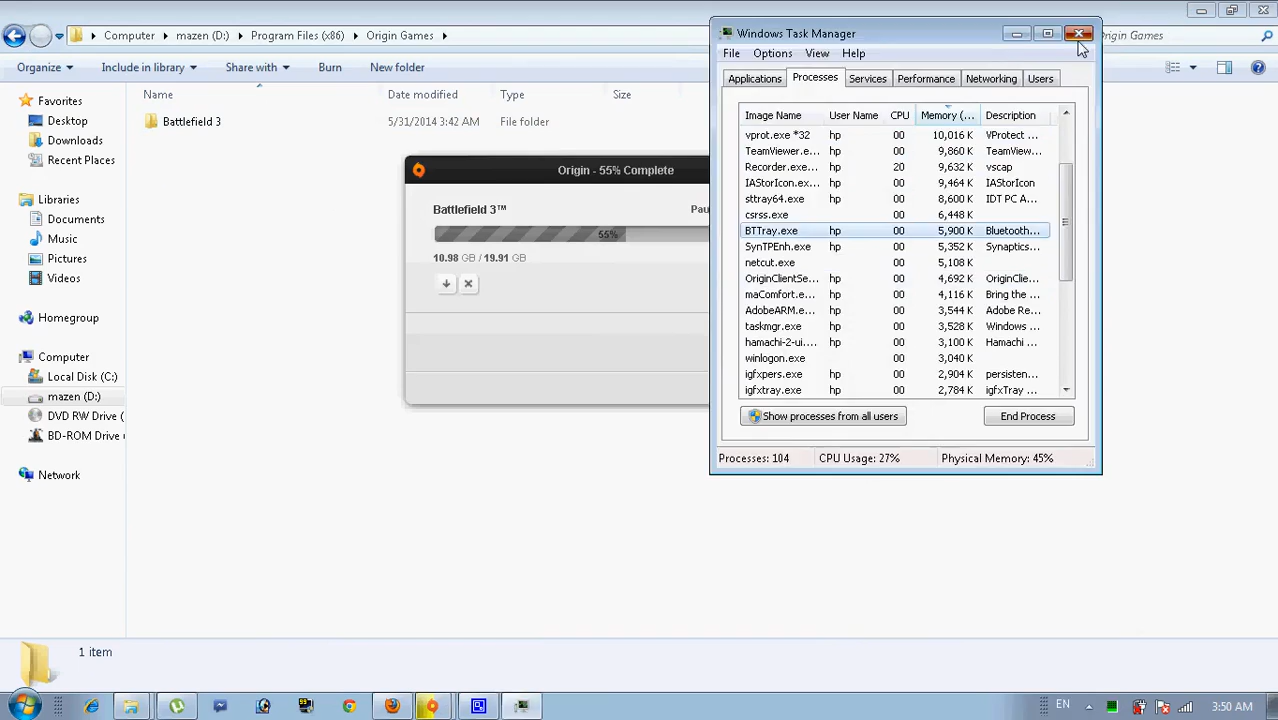 Computer ▸ mazen (D:) ▸ Program Files (x86) ▸ Origin Games ▸
Origin Games
Organize ▾ Include in library ▾ Share with ▾ Burn New folder
Name Date modified Type Size
Battlefield 3 5/31/2014 3:42 AM File folder
Favorites
Desktop
Downloads
Recent Places
Libraries
Documents
Music
Pictures
Videos
Homegroup
Computer
Local Disk (C:)
mazen (D:)
DVD RW Drive (
BD-ROM Drive
Network
1 item
Origin - 55% Complete
Battlefield 3™ Pau
55%
10.98 GB / 19.91 GB
Windows Task Manager
File Options View Help
Applications Processes Services Performance Networking Users
Image Name User Name CPU Memory (... Description
vprot.exe *32 hp 00 10,016 K VProtect ...
TeamViewer.e... hp 00 9,860 K TeamView...
Recorder.exe... hp 20 9,632 K vscap
IAStorIcon.ex... hp 00 9,464 K IAStorIcon
sttray64.exe hp 00 8,600 K IDT PC A...
csrss.exe 00 6,448 K
BTTray.exe hp 00 5,900 K Bluetooth...
SynTPEnh.exe hp 00 5,352 K Synaptics...
netcut.exe 00 5,108 K
OriginClientSe... hp 00 4,692 K OriginClie...
maComfort.e... hp 00 4,116 K Bring the ...
AdobeARM.e... hp 00 3,544 K Adobe Re...
taskmgr.exe hp 00 3,528 K Windows ...
hamachi-2-ui.... hp 00 3,100 K Hamachi ...
winlogon.exe 00 3,040 K
igfxpers.exe hp 00 2,904 K persisten...
igfxtray.exe hp 00 2,784 K igfxTray ...
Show processes from all users End Process
Processes: 104 CPU Usage: 27% Physical Memory: 45%
EN 3:50 AM